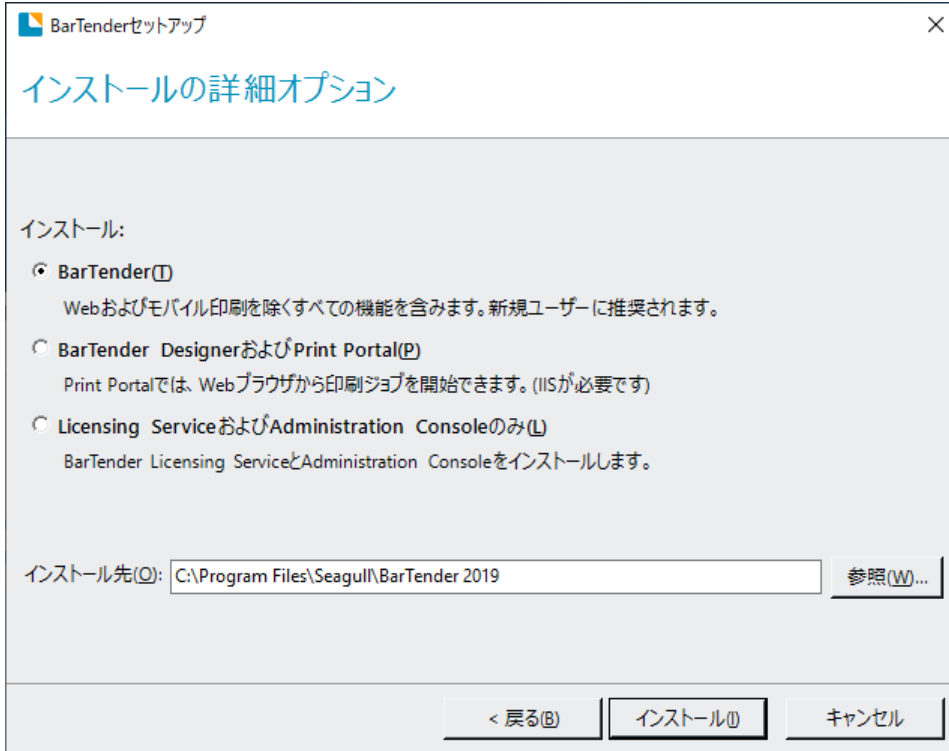 BarTenderセットアップ
インストールの詳細オプション
インストール:
BarTender(T)
Webおよびモバイル印刷を除くすべての機能を含みます。新規ユーザーに推奨されます。
BarTender DesignerおよびPrint Portal(P)
Print Portalでは、Webブラウザから印刷ジョブを開始できます。(IISが必要です)
Licensing ServiceおよびAdministration Consoleのみ(L)
BarTender Licensing ServiceとAdministration Consoleをインストールします。
インストール先(O): C:\Program Files\Seagull\BarTender 2019 参照(W)...
< 戻る(B) インストール(I) キャンセル